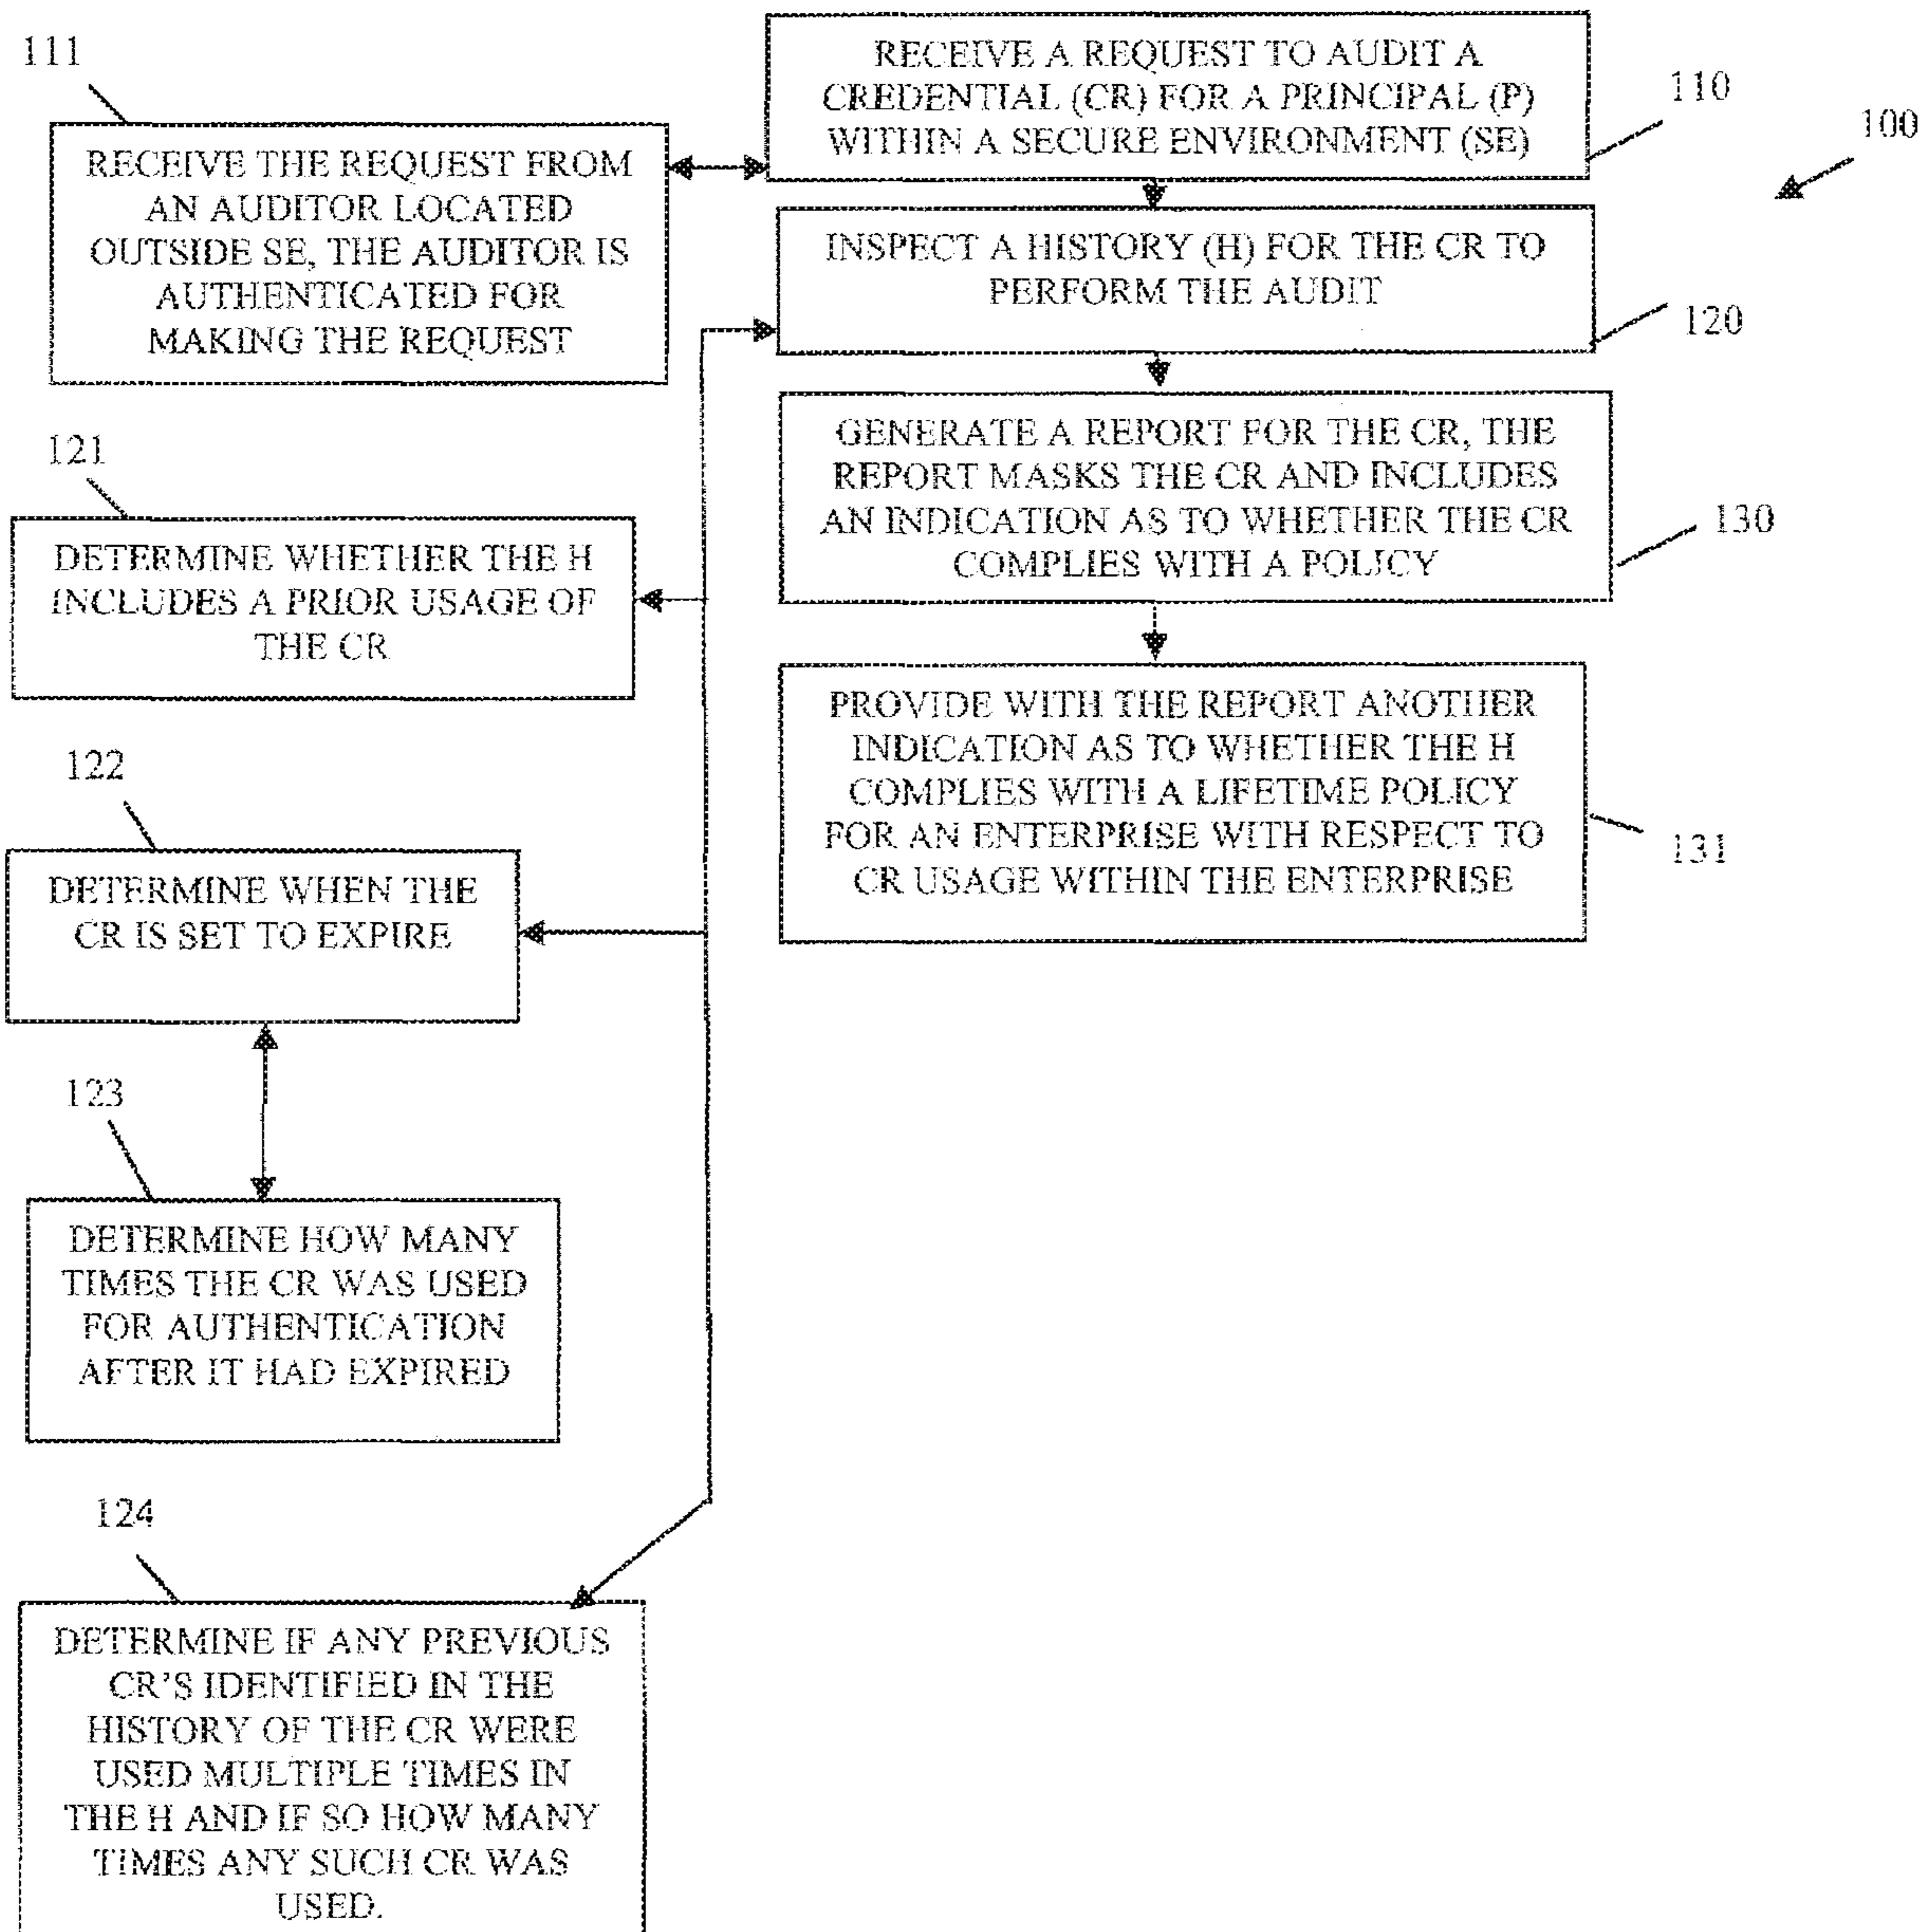 111
RECEIVE A REQUEST TO AUDIT A
CREDENTIAL (CR) FOR A PRINCIPAL (P)
WITHIN A SECURE ENVIRONMENT (SE)
110
100
RECEIVE THE REQUEST FROM
AN AUDITOR LOCATED
OUTSIDE SE, THE AUDITOR IS
AUTHENTICATED FOR
MAKING THE REQUEST
INSPECT A HISTORY (H) FOR THE CR TO
PERFORM THE AUDIT
120
GENERATE A REPORT FOR THE CR, THE
REPORT MASKS THE CR AND INCLUDES
AN INDICATION AS TO WHETHER THE CR
COMPLIES WITH A POLICY
130
121
DETERMINE WHETHER THE H
INCLUDES A PRIOR USAGE OF
THE CR
PROVIDE WITH THE REPORT ANOTHER
INDICATION AS TO WHETHER THE H
COMPLIES WITH A LIFETIME POLICY
FOR AN ENTERPRISE WITH RESPECT TO
CR USAGE WITHIN THE ENTERPRISE
131
122
DETERMINE WHEN THE
CR IS SET TO EXPIRE
123
DETERMINE HOW MANY
TIMES THE CR WAS USED
FOR AUTHENTICATION
AFTER IT HAD EXPIRED
124
DETERMINE IF ANY PREVIOUS
CR'S IDENTIFIED IN THE
HISTORY OF THE CR WERE
USED MULTIPLE TIMES IN
THE H AND IF SO HOW MANY
TIMES ANY SUCH CR WAS
USED.